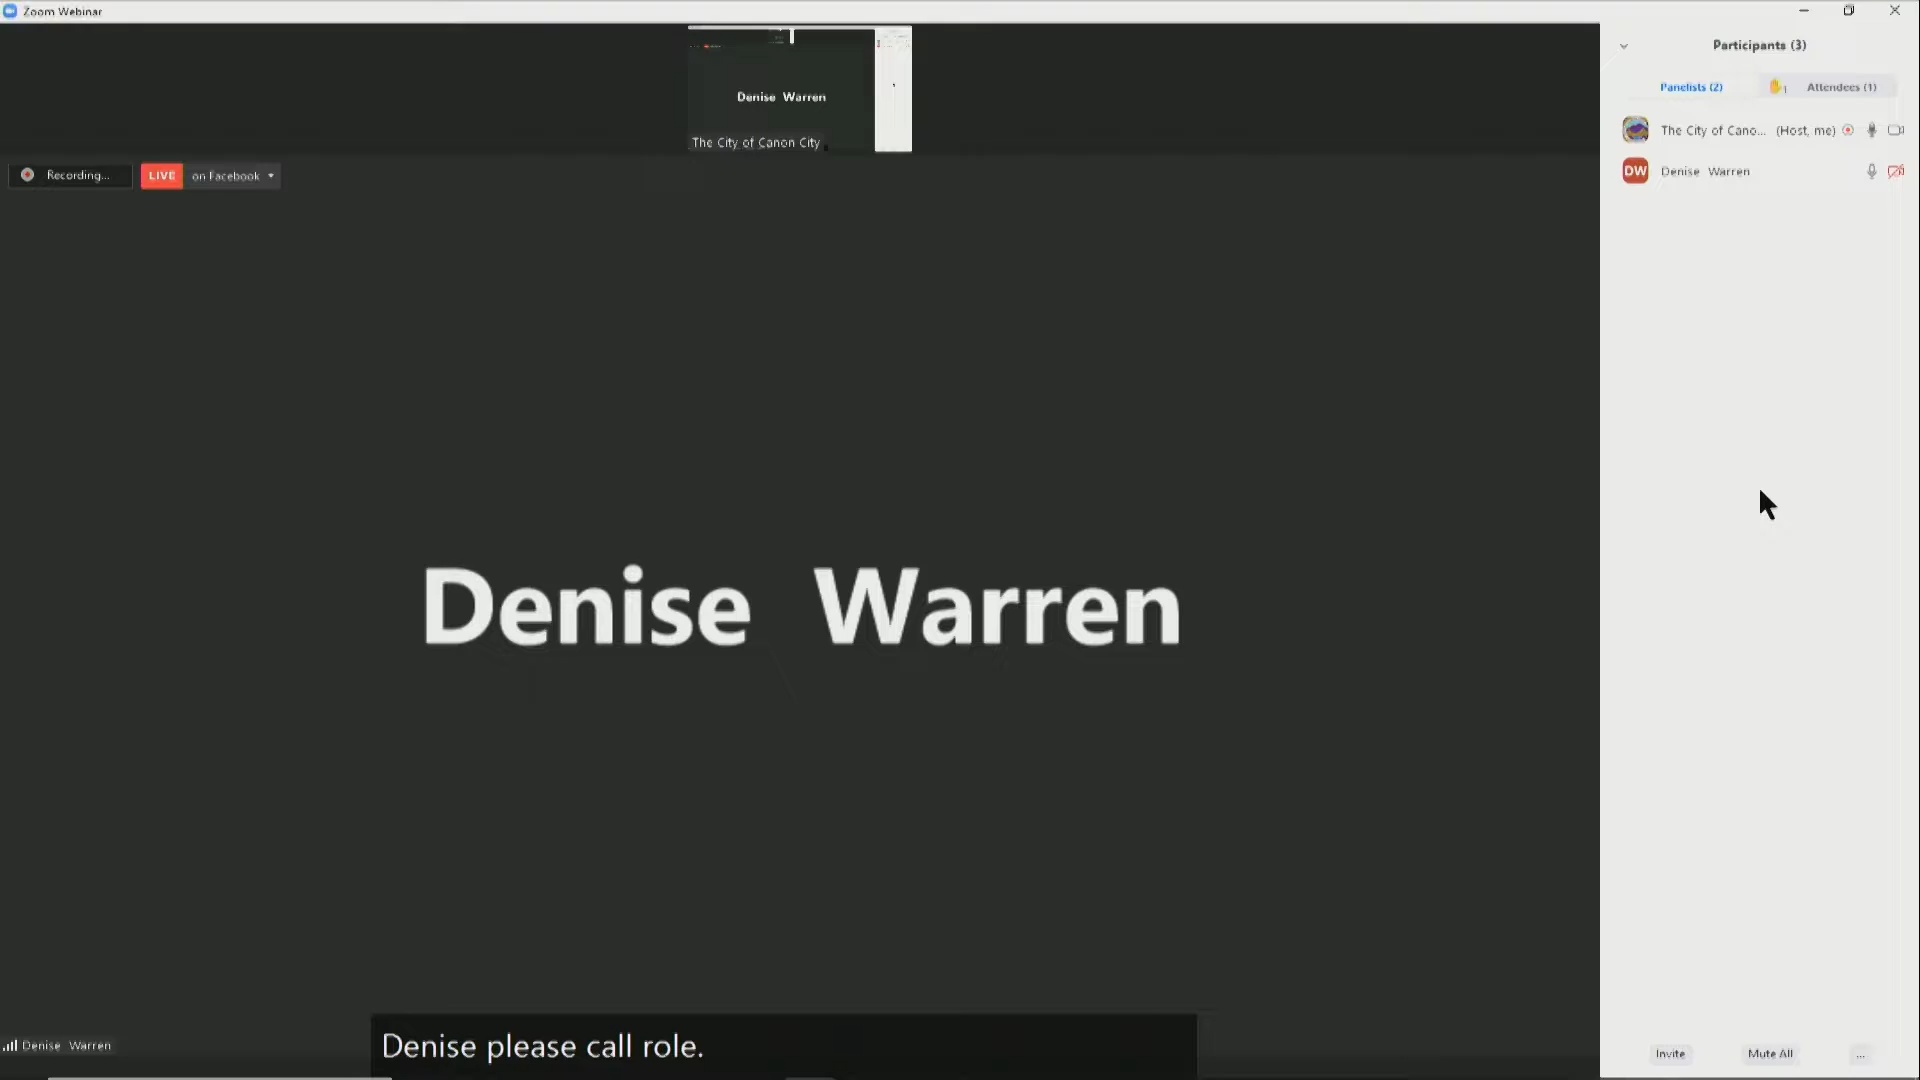 Zoom Webinar
Denise Warren
The City of Canon City
Recording...
LIVE on Facebook
Participants (3)
Panelists (2)
1 Attendees (1)
The City of Cano... (Host, me)
DW Denise Warren
Denise Warren
Denise Warren
Denise please call role.
Invite
Mute All
...